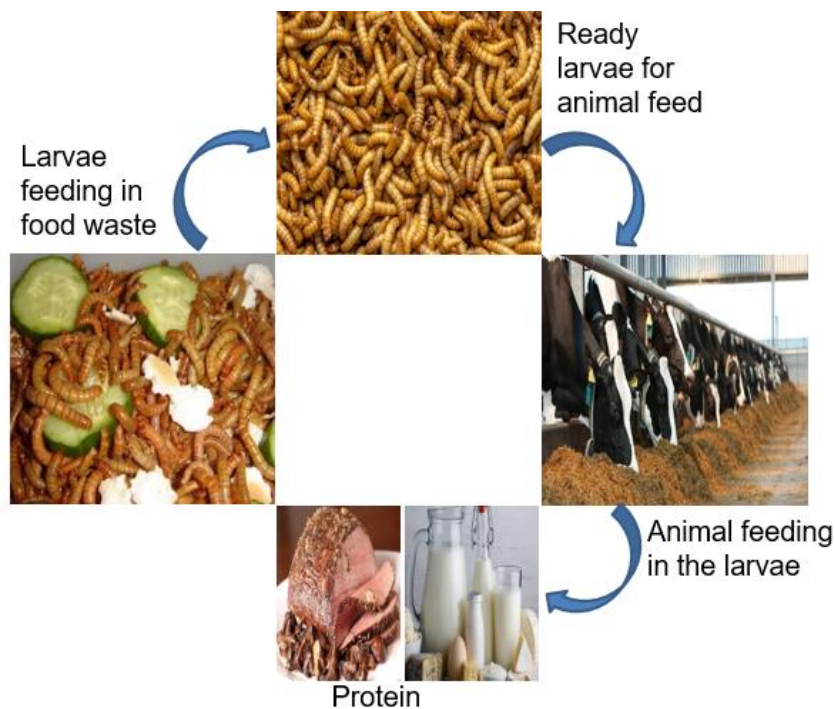 Ready
larvae for
animal feed
Larvae
feeding in
food waste
Animal feeding
in the larvae
Protein